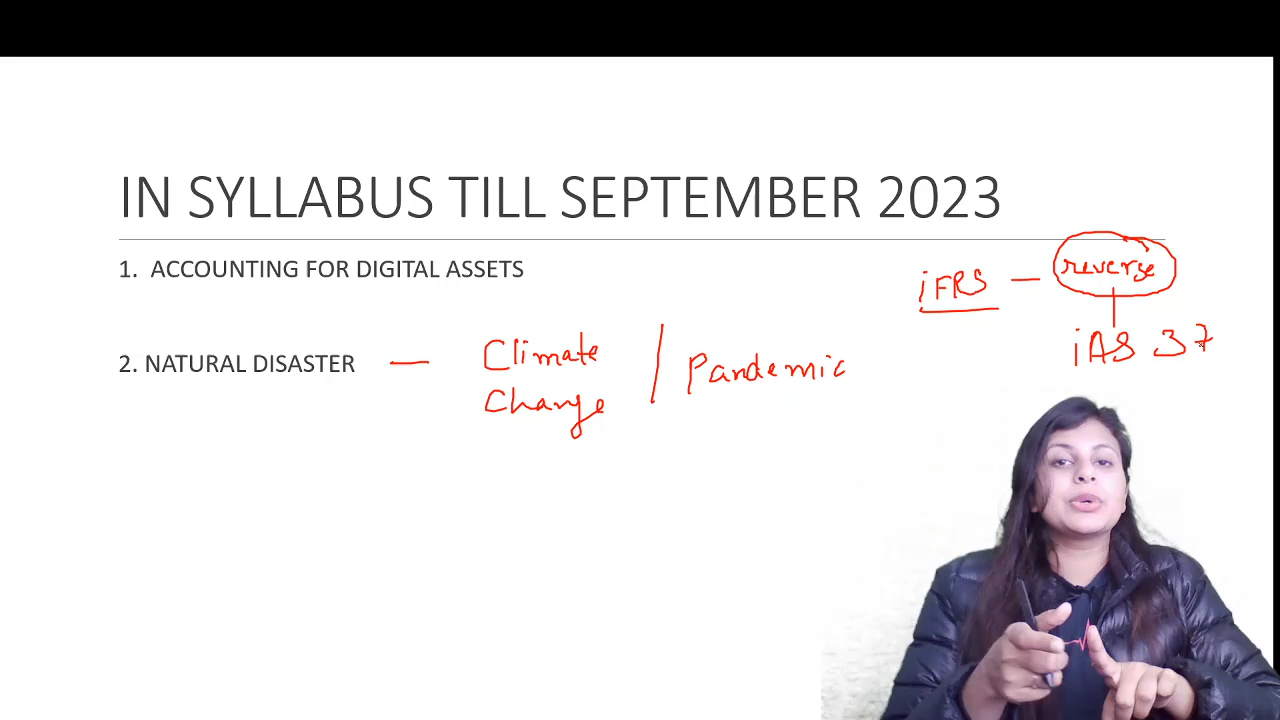 IN SYLLABUS TILL SEPTEMBER 2023
1. ACCOUNTING FOR DIGITAL ASSETS
iFRS — reverse
iAS 37
2. NATURAL DISASTER — Climate Change / Pandemic